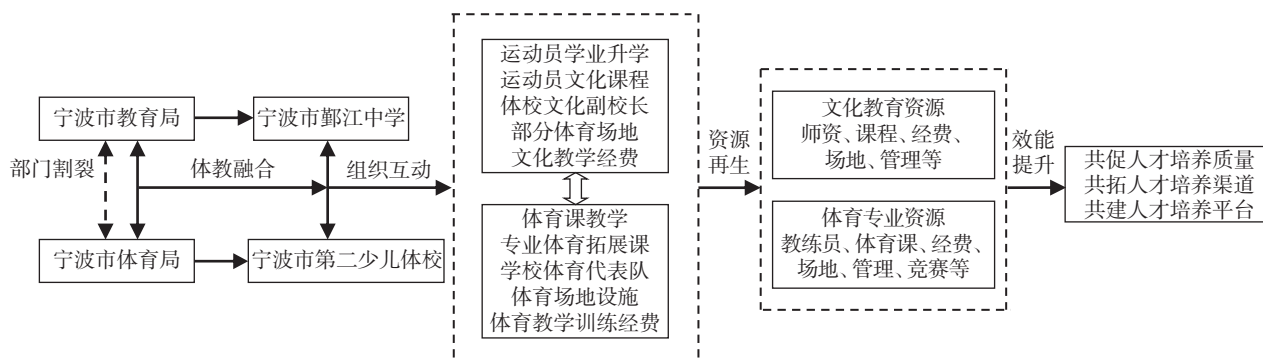 宁波市教育局
宁波市鄞江中学
部门割裂
体教融合
组织互动
宁波市体育局
宁波市第二少儿体校
运动员学业升学
运动员文化课程
体校文化副校长
部分体育场地
文化教学经费
体育课教学
专业体育拓展课
学校体育代表队
体育场地设施
体育教学训练经费
资源
再生
文化教育资源
师资、课程、经费、
场地、管理等
体育专业资源
教练员、体育课、经费、
场地、管理、竞赛等
效能
提升
共促人才培养质量
共拓人才培养渠道
共建人才培养平台